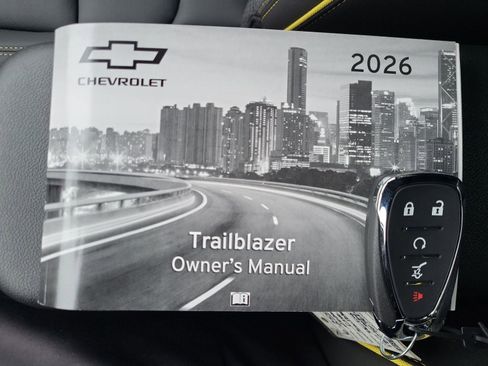 CHEVROLET
2026
Trailblazer
Owner's Manual